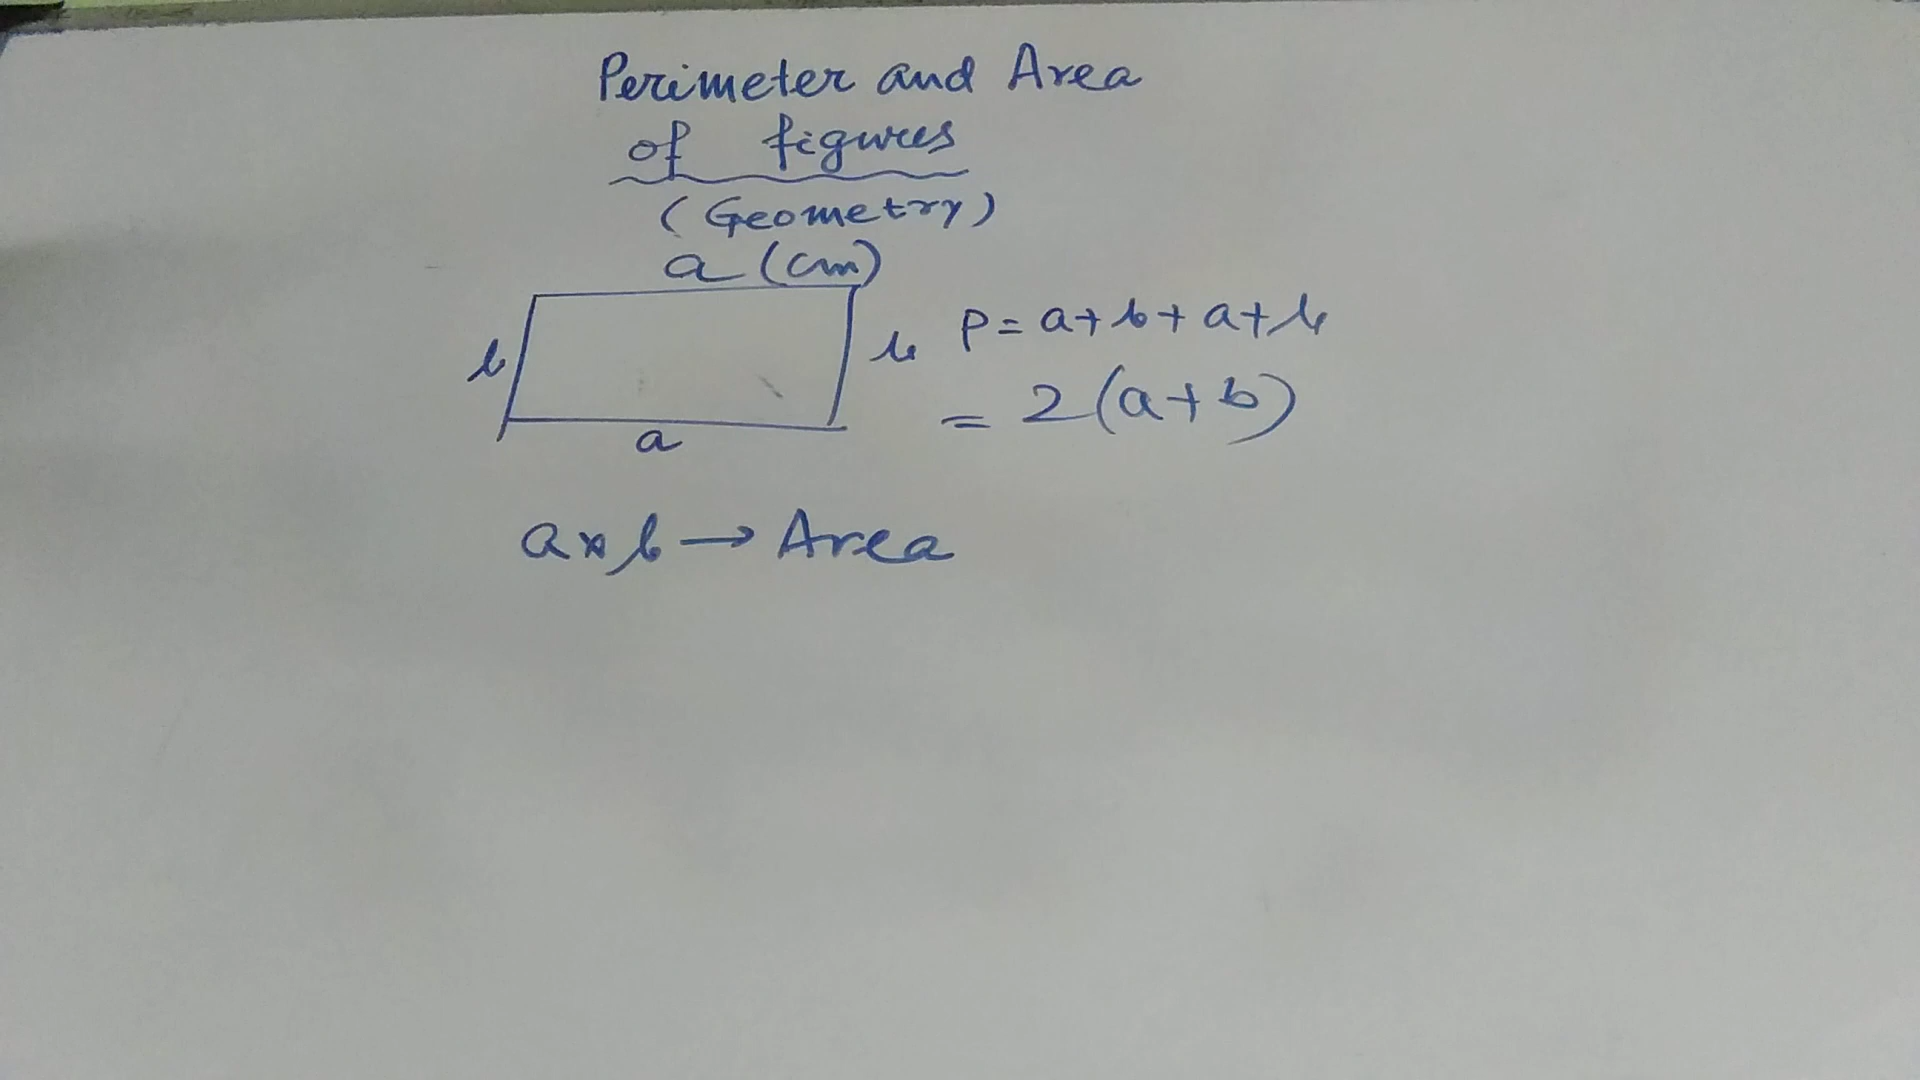 Perimeter and Area
of figures
(Geometry)
a (cm)
b
b
P = a + b + a + b
= 2 (a + b)
a
a × b → Area